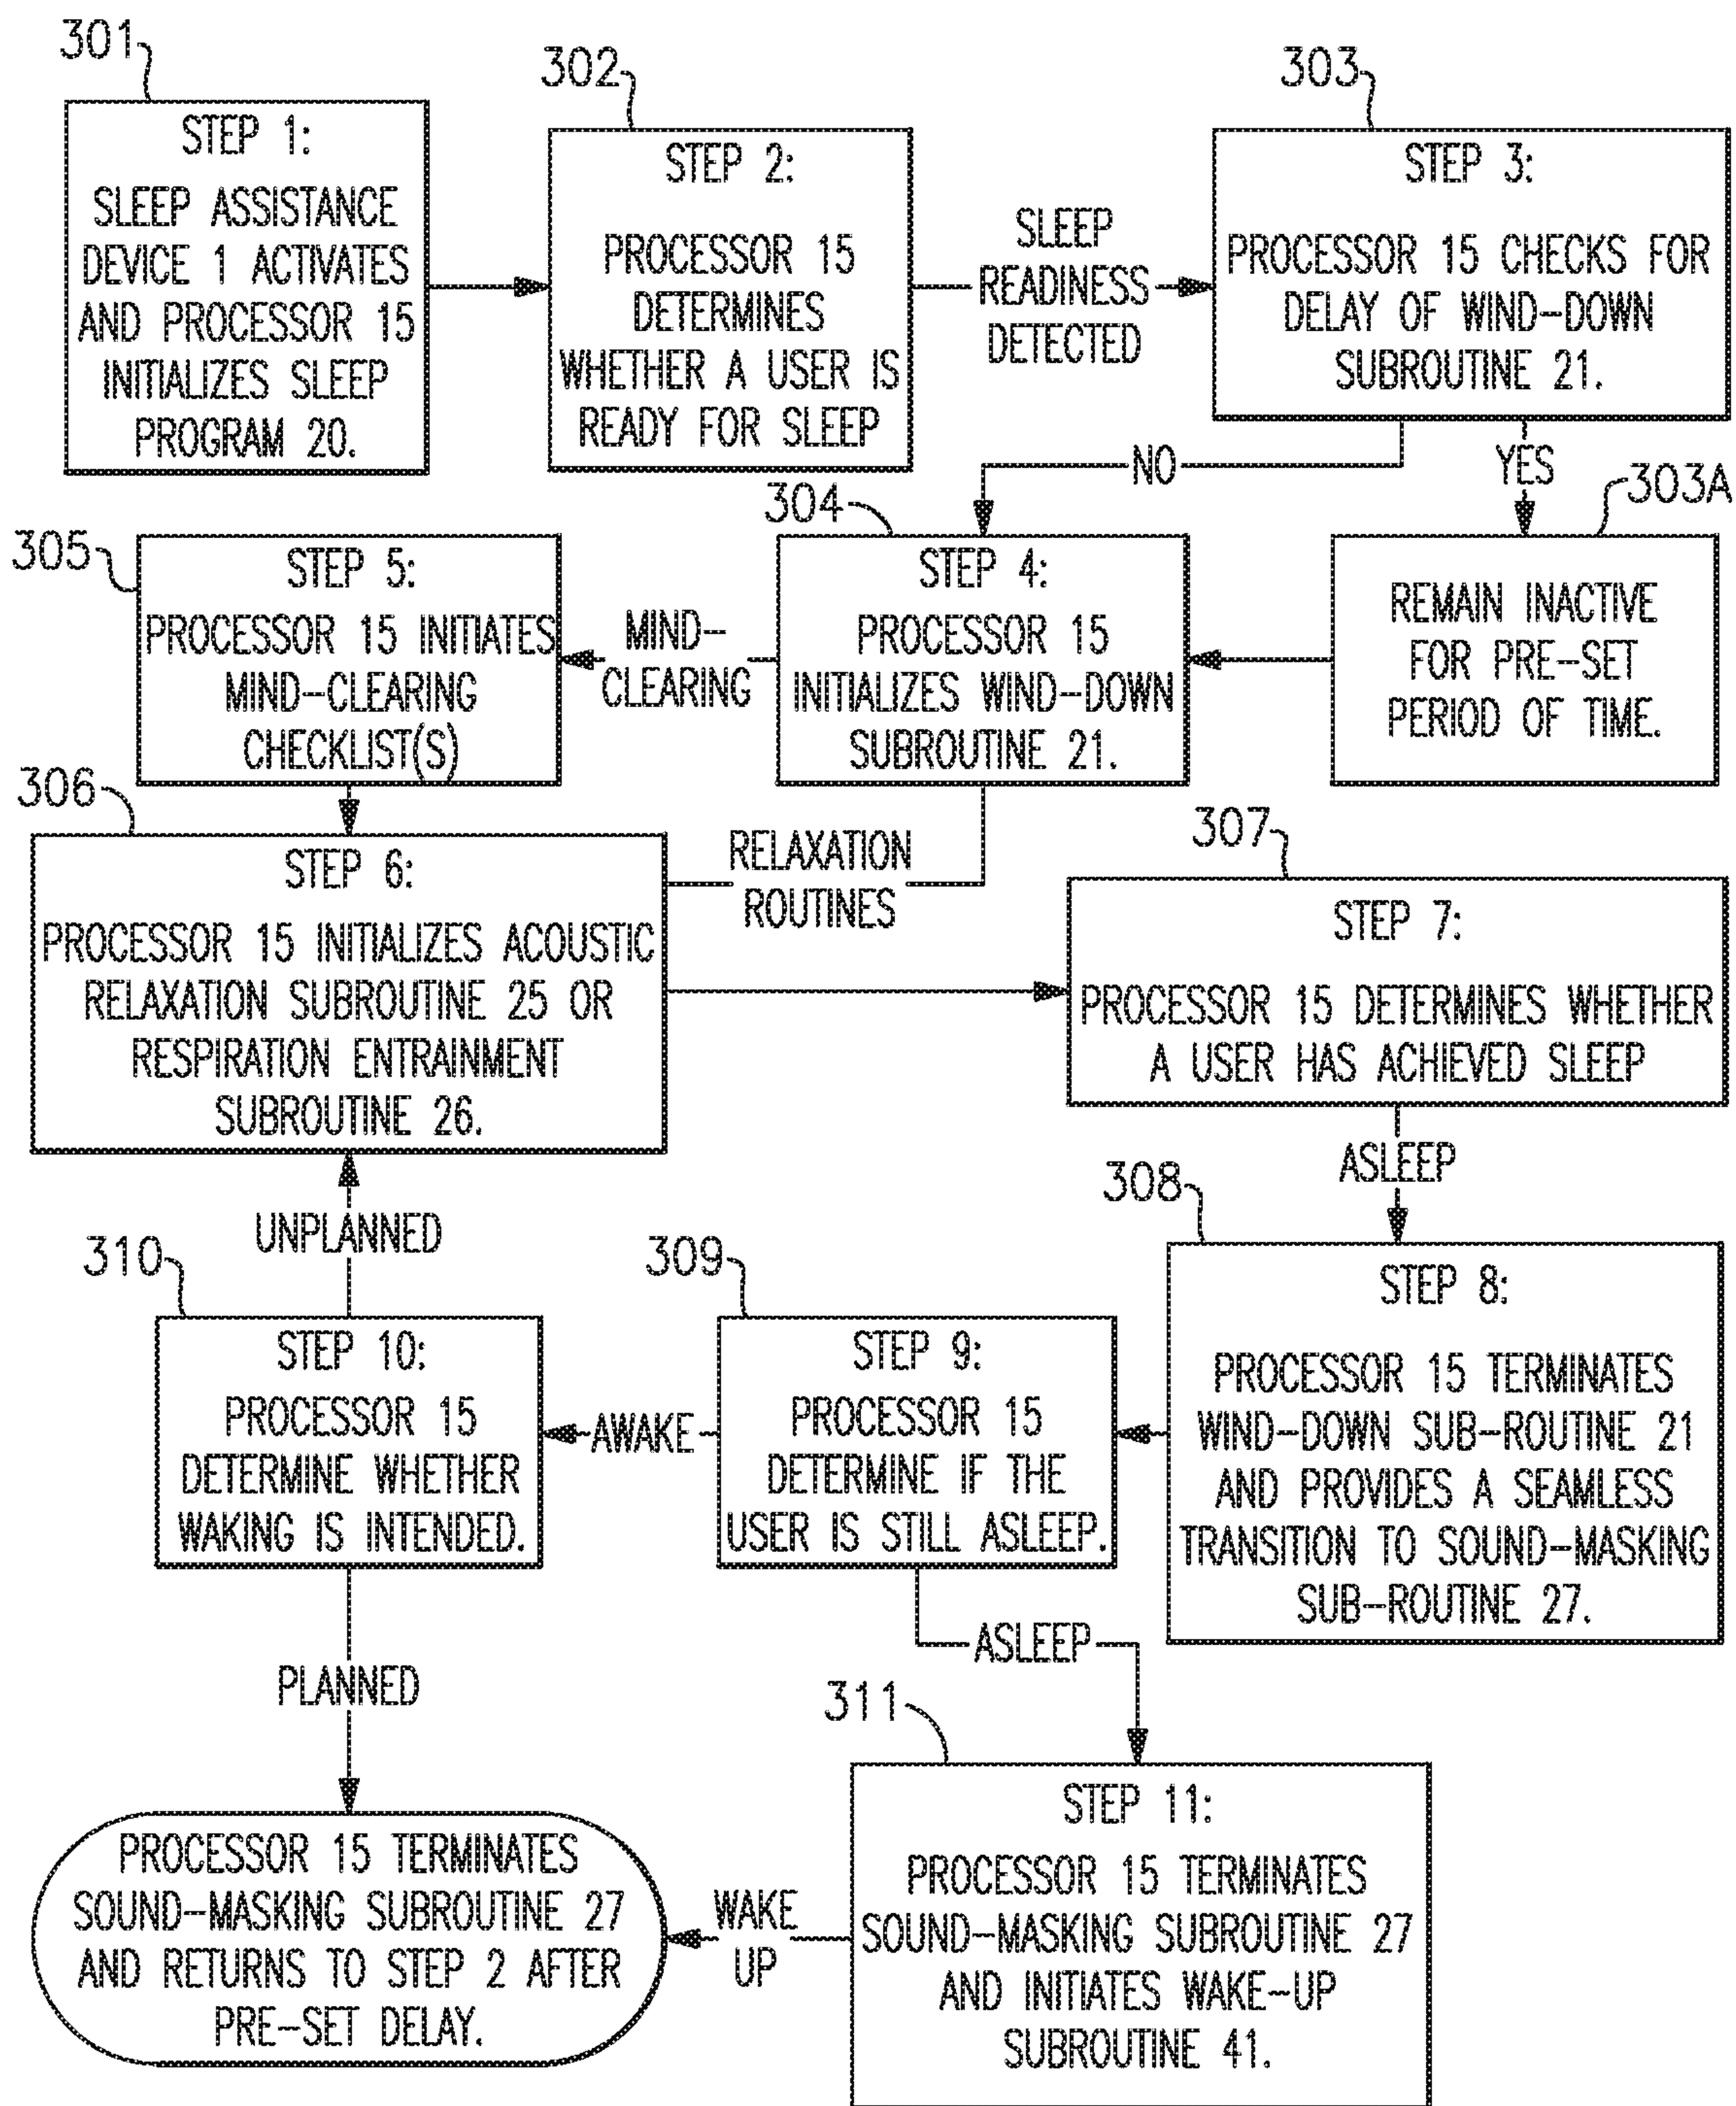 301
STEP 1:
SLEEP ASSISTANCE
DEVICE 1 ACTIVATES
AND PROCESSOR 15
INITIALIZES SLEEP
PROGRAM 20.
302
STEP 2:
PROCESSOR 15
DETERMINES
WHETHER A USER IS
READY FOR SLEEP
SLEEP
READINESS
DETECTED
303
STEP 3:
PROCESSOR 15 CHECKS FOR
DELAY OF WIND-DOWN
SUBROUTINE 21.
NO
YES
303A
REMAIN INACTIVE
FOR PRE-SET
PERIOD OF TIME.
304
STEP 4:
PROCESSOR 15
INITIALIZES WIND-DOWN
SUBROUTINE 21.
MIND-
CLEARING
305
STEP 5:
PROCESSOR 15 INITIATES
MIND-CLEARING
CHECKLIST(S)
306
STEP 6:
PROCESSOR 15 INITIALIZES ACOUSTIC
RELAXATION SUBROUTINE 25 OR
RESPIRATION ENTRAINMENT
SUBROUTINE 26.
RELAXATION
ROUTINES
307
STEP 7:
PROCESSOR 15 DETERMINES WHETHER
A USER HAS ACHIEVED SLEEP
ASLEEP
308
STEP 8:
PROCESSOR 15 TERMINATES
WIND-DOWN SUB-ROUTINE 21
AND PROVIDES A SEAMLESS
TRANSITION TO SOUND-MASKING
SUB-ROUTINE 27.
309
STEP 9:
PROCESSOR 15
DETERMINE IF THE
USER IS STILL ASLEEP.
AWAKE
310
STEP 10:
PROCESSOR 15
DETERMINE WHETHER
WAKING IS INTENDED.
UNPLANNED
PLANNED
ASLEEP
311
STEP 11:
PROCESSOR 15 TERMINATES
SOUND-MASKING SUBROUTINE 27
AND INITIATES WAKE-UP
SUBROUTINE 41.
WAKE
UP
PROCESSOR 15 TERMINATES
SOUND-MASKING SUBROUTINE 27
AND RETURNS TO STEP 2 AFTER
PRE-SET DELAY.